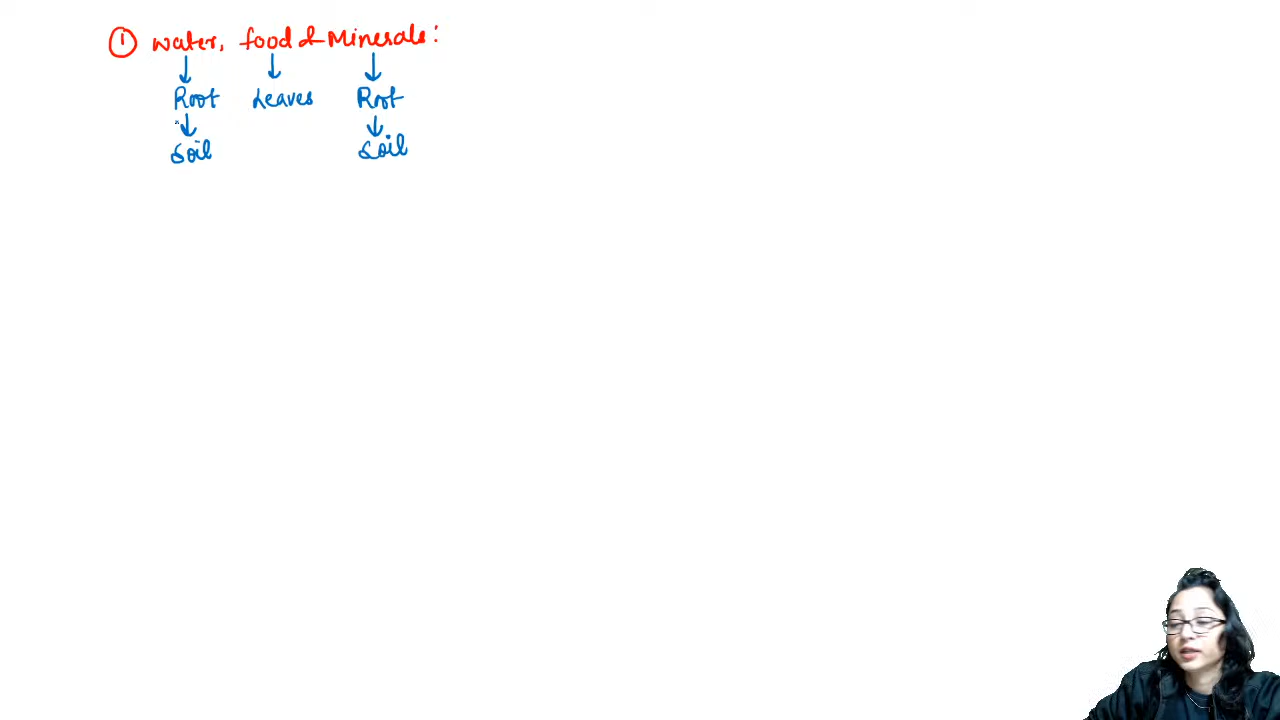 ① Water, food & Minerals:
↓ ↓ ↓
Root Leaves Root
↓ ↓
Soil Soil